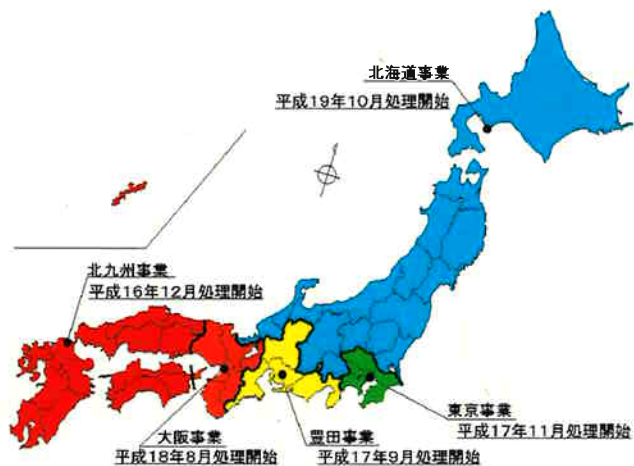 北海道事業
平成19年10月処理開始
北九州事業
平成16年12月処理開始
東京事業
平成17年11月処理開始
大阪事業
平成18年8月処理開始
豊田事業
平成17年9月処理開始